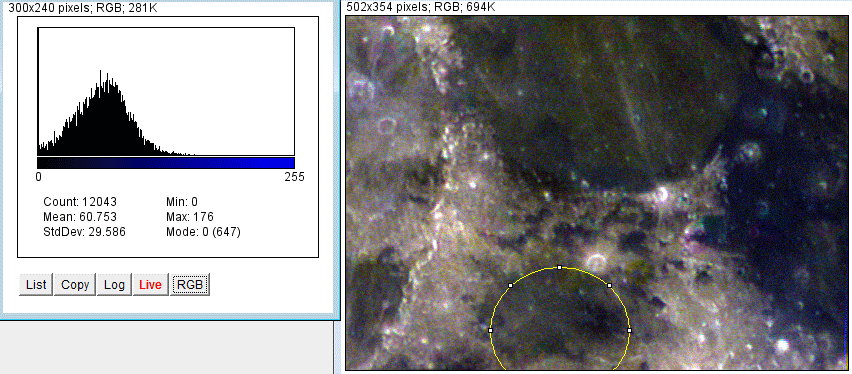 300x240 pixels; RGB; 281K
0 255
Count: 12043 Min: 0
Mean: 60.753 Max: 176
StdDev: 29.586 Mode: 0 (647)
List Copy Log Live RGB
502x354 pixels; RGB; 694K